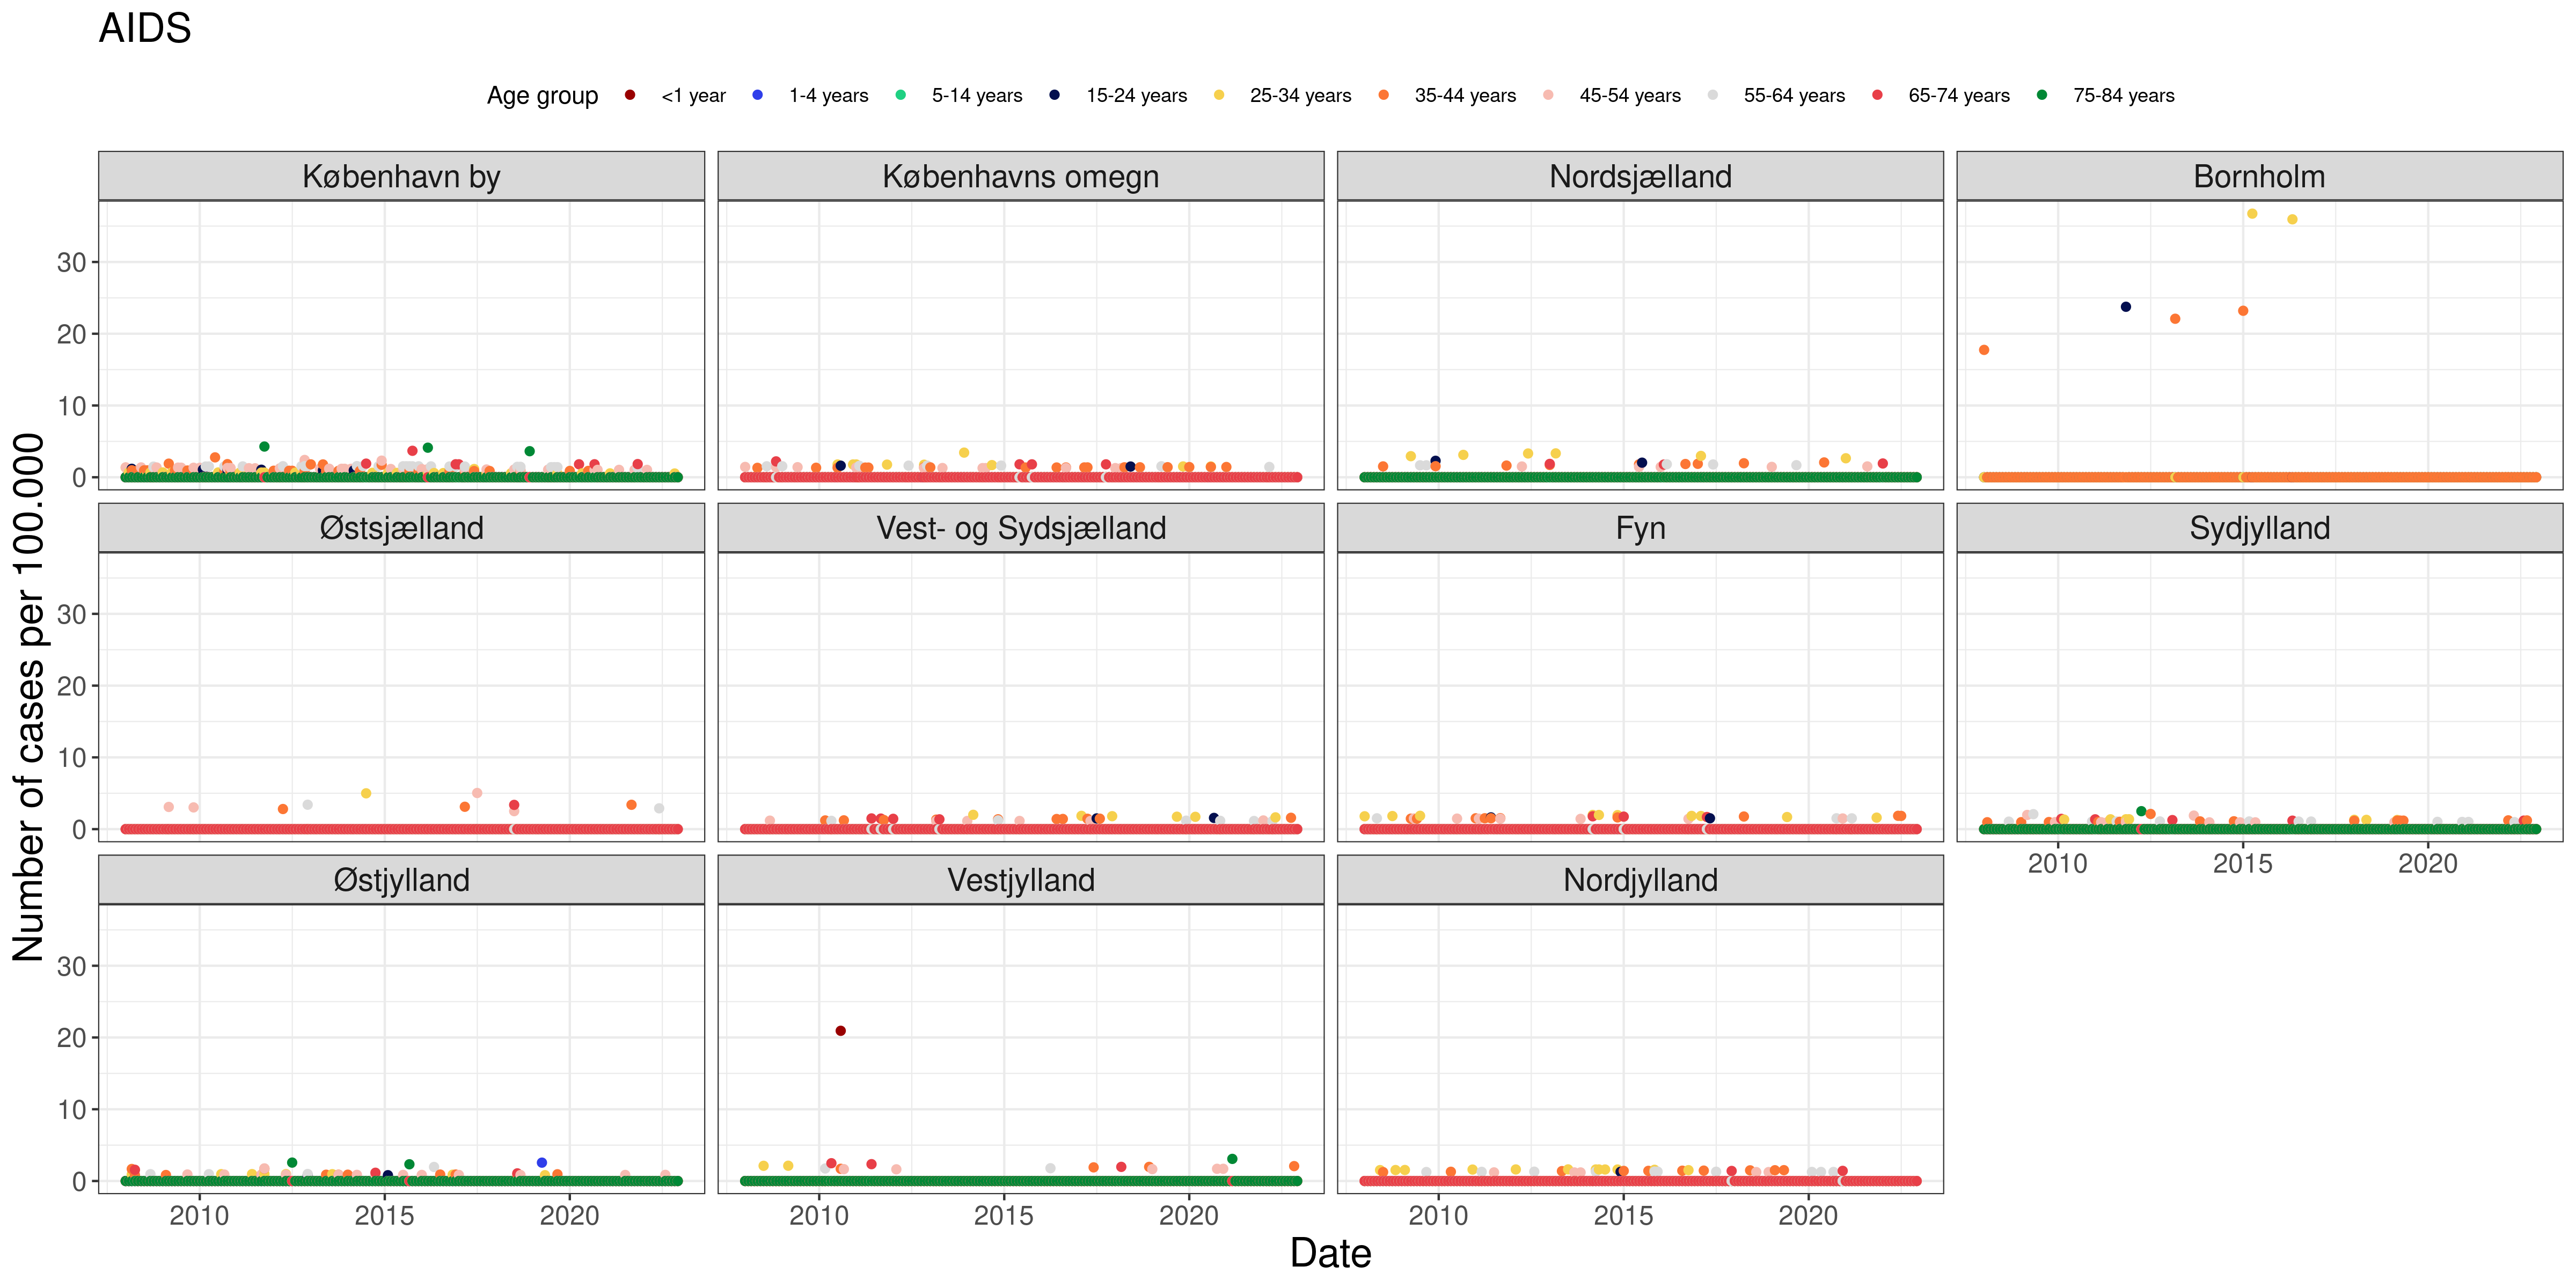 AIDS
Age group <1 year 1-4 years 5-14 years 15-24 years 25-34 years 35-44 years 45-54 years 55-64 years 65-74 years 75-84 years
København by Københavns omegn Nordsjælland Bornholm
30
20
10
0
Østsjælland Vest- og Sydsjælland Fyn Sydjylland
30
20
10
0
2010 2015 2020
Østjylland Vestjylland Nordjylland
30
20
10
0
2010 2015 2020 2010 2015 2020 2010 2015 2020
Date
Number of cases per 100.000